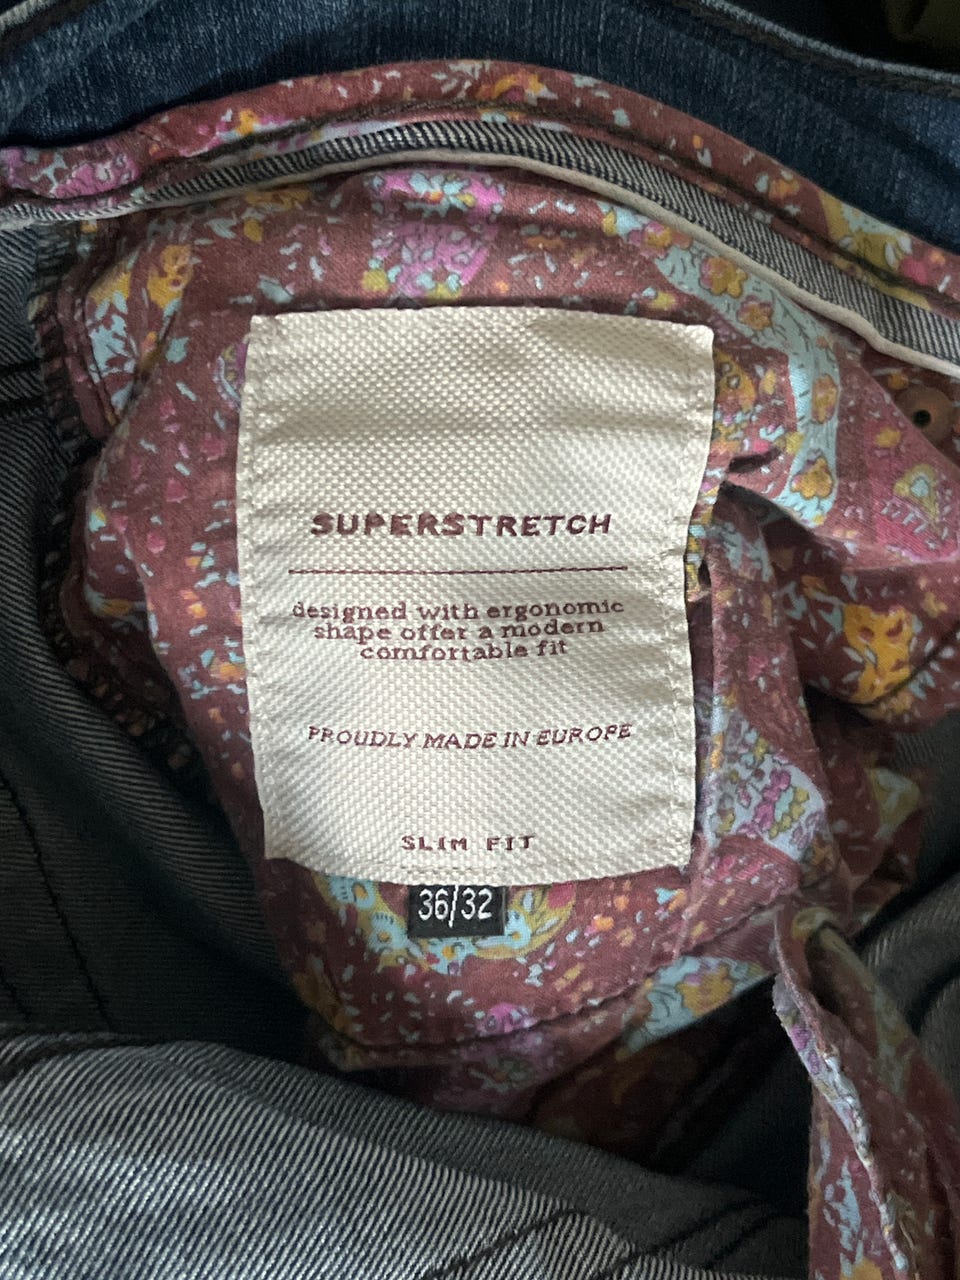 SUPERSTRETCH
designed with ergonomic
shape offer a modern
comfortable fit
PROUDLY MADE IN EUROPE
SLIM FIT
36/32